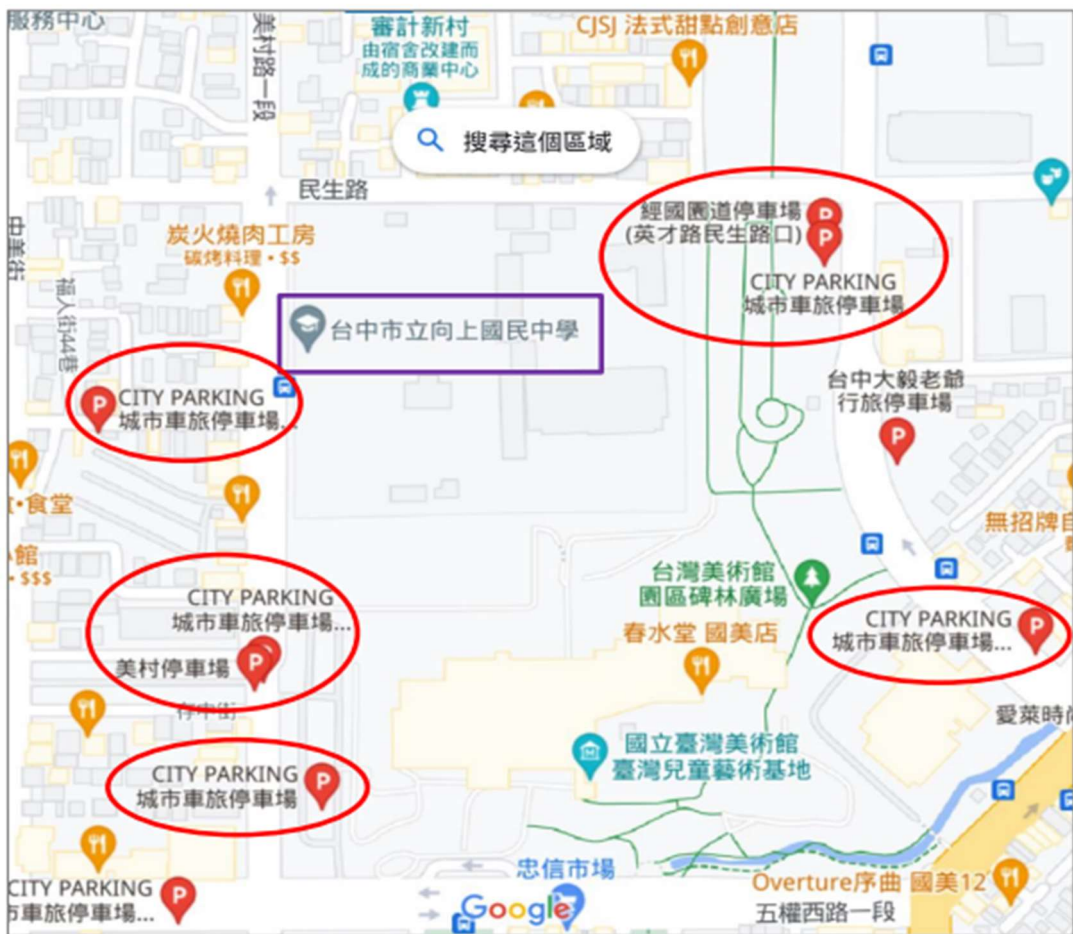 服務中心
美村路一段
審計新村
由宿舍改建而
成的商業中心
CJSJ 法式甜點創意店
搜尋這個區域
民生路
中美街
福人街44巷
炭火燒肉工房
碳烤料理・$$
經國園道停車場
(英才路民生路口)
CITY PARKING
城市車旅停車場
台中市立向上國民中學
CITY PARKING
城市車旅停車場...
台中大毅老爺
行旅停車場
食堂
館
・$$$
無招牌自
台灣美術館
園區碑林廣場
CITY PARKING
城市車旅停車場...
美村停車場
存中街
春水堂 國美店
CITY PARKING
城市車旅停車場...
愛萊時尚
國立臺灣美術館
臺灣兒童藝術基地
CITY PARKING
城市車旅停車場
忠信市場
CITY PARKING
市車旅停車場...
Google
Overture序曲 國美12
五權西路一段